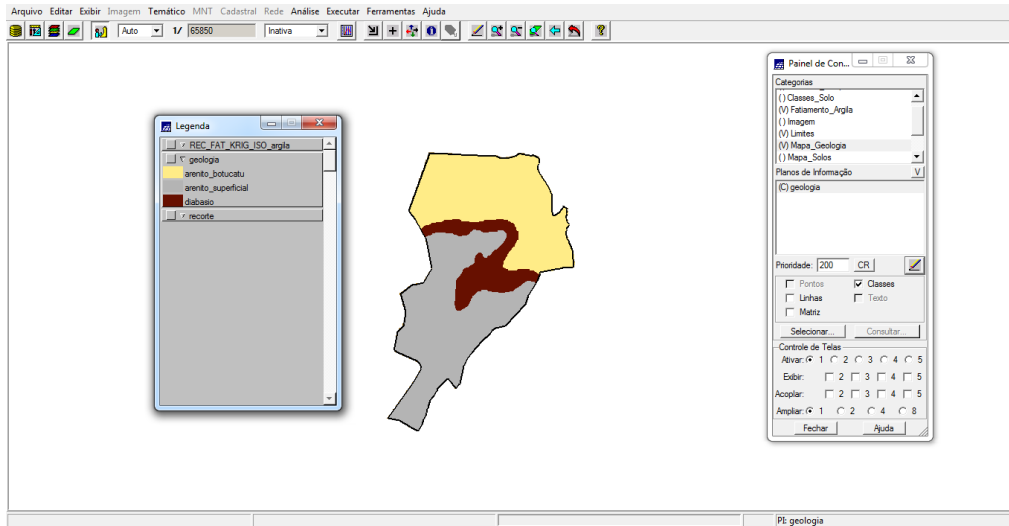 Arquivo Editar Exibir Imagem Temático MNT Cadastral Rede Análise Executar Ferramentas Ajuda
Auto 1/ 65850 Inativa
Legenda
REC_FAT_KRIG_ISO_argila
geologia
arenito_botucatu
arenito_superficial
diabasio
recorte
Painel de Con...
Categorias
( ) Classes_Solo
(V) Fatiamento_Argila
( ) Imagem
(V) Limites
(V) Mapa_Geologia
( ) Mapa_Solos
Planos de Informação V
(C) geologia
Prioridade: 200 CR
Pontos Classes
Linhas Texto
Matriz
Selecionar... Consultar...
Controle de Telas
Ativar: 1 2 3 4 5
Exibir: 2 3 4 5
Acoplar: 2 3 4 5
Ampliar: 1 2 4 8
Fechar Ajuda
PI: geologia